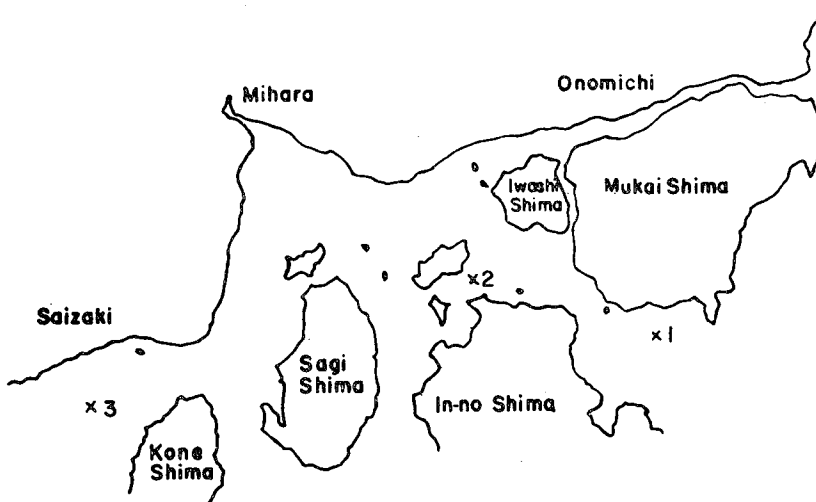 Onomichi
Mihara
Iwashi
Shima
Mukai Shima
×2
Saizaki
×1
Sagi
Shima
×3
In-no Shima
Kone
Shima